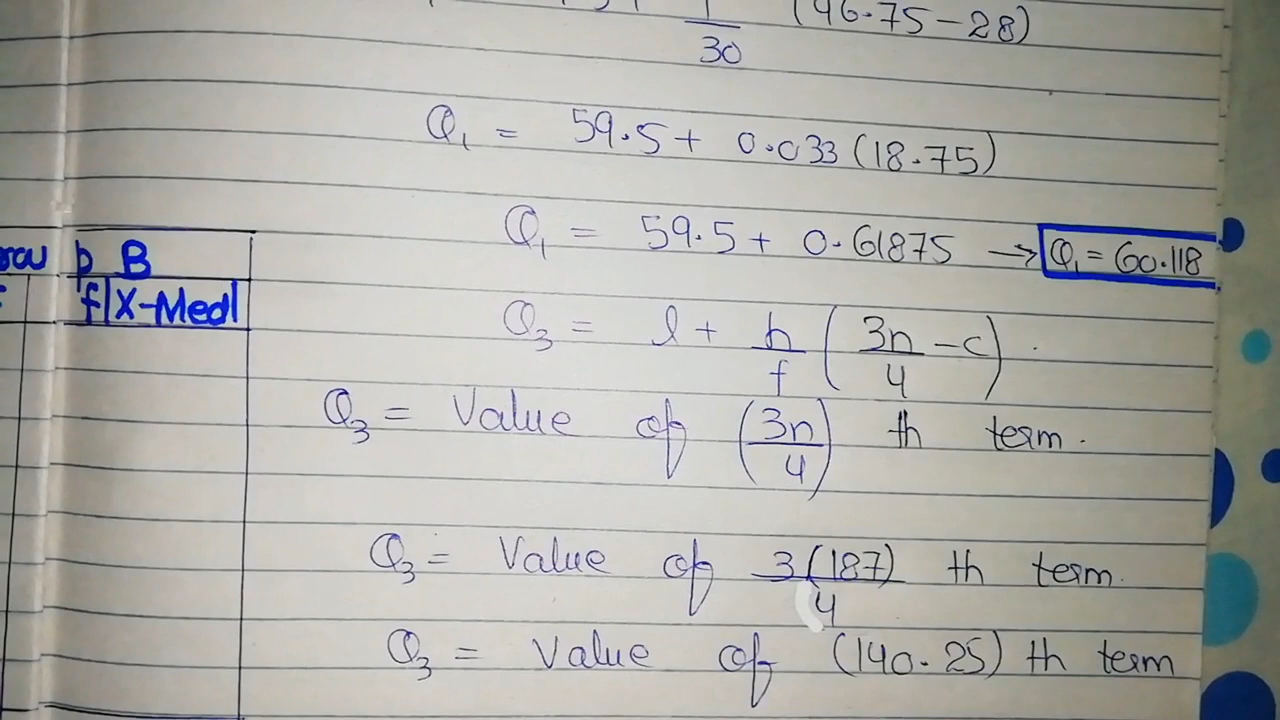 1/30 (46.75-28)
Q₁ = 59.5 + 0.033 (18.75)
Q₁ = 59.5 + 0.61875 → Q₁ = 60.118
p B
f|X-Med|
Q₃ = l + h/f (3n/4 - c).
Q₃ = Value of (3n/4) th term.
Q₃ = Value of 3(187)/4 th term.
Q₃ = Value of (140.25) th term